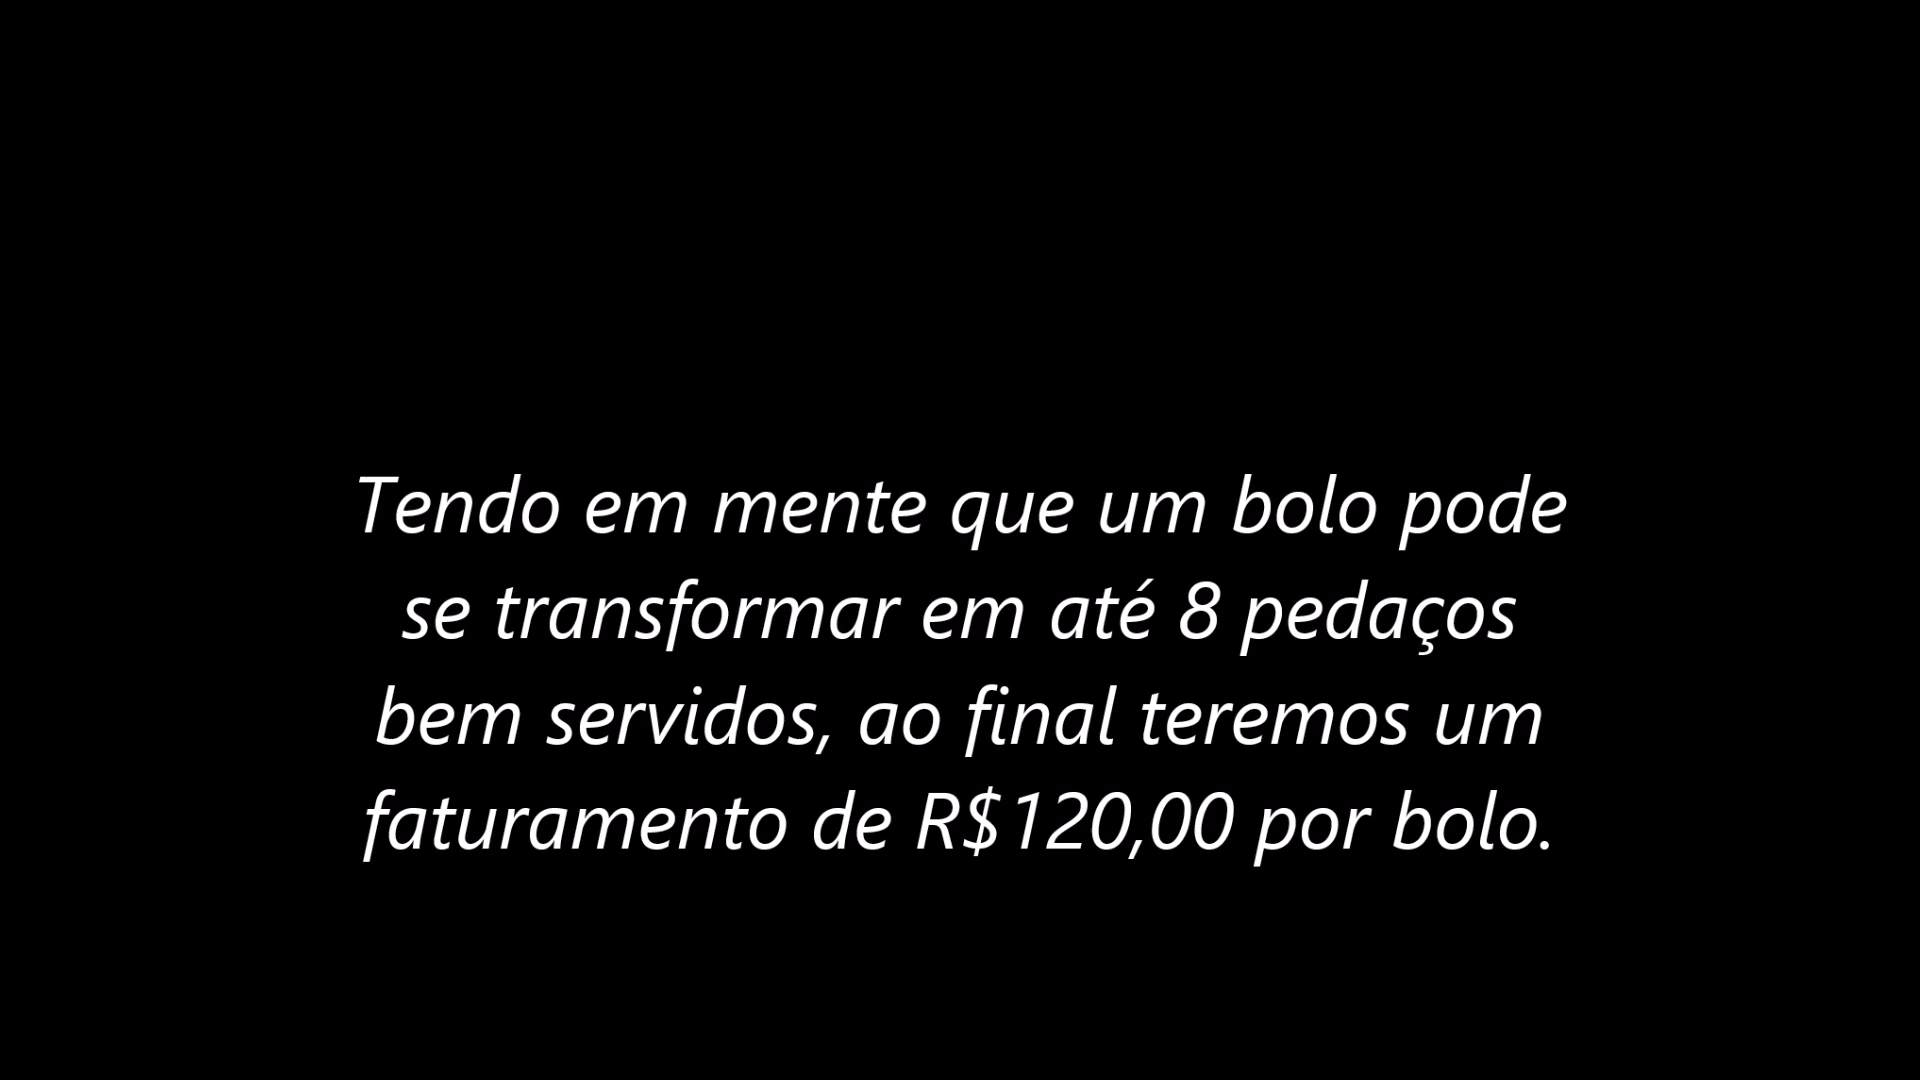 Tendo em mente que um bolo pode
se transformar em até 8 pedaços
bem servidos, ao final teremos um
faturamento de R$120,00 por bolo.